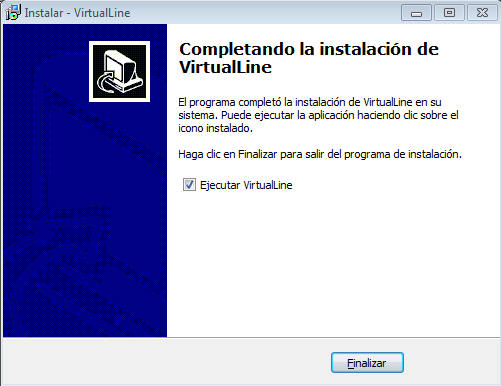 Instalar - VirtualLine
Completando la instalación de
VirtualLine
El programa completó la instalación de VirtualLine en su
sistema. Puede ejecutar la aplicación haciendo clic sobre el
icono instalado.
Haga clic en Finalizar para salir del programa de instalación.
Ejecutar VirtualLine
Finalizar